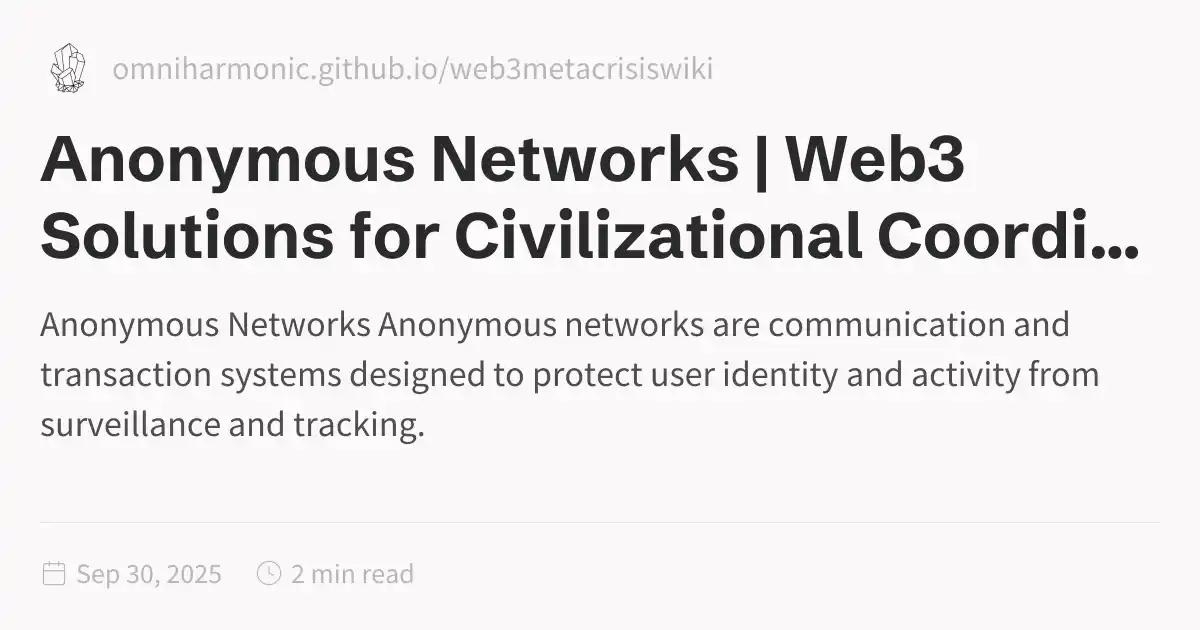 omniharmonic.github.io/web3metacrisiswiki
Anonymous Networks | Web3
Solutions for Civilizational Coordi...
Anonymous Networks Anonymous networks are communication and
transaction systems designed to protect user identity and activity from
surveillance and tracking.
Sep 30, 2025 2 min read